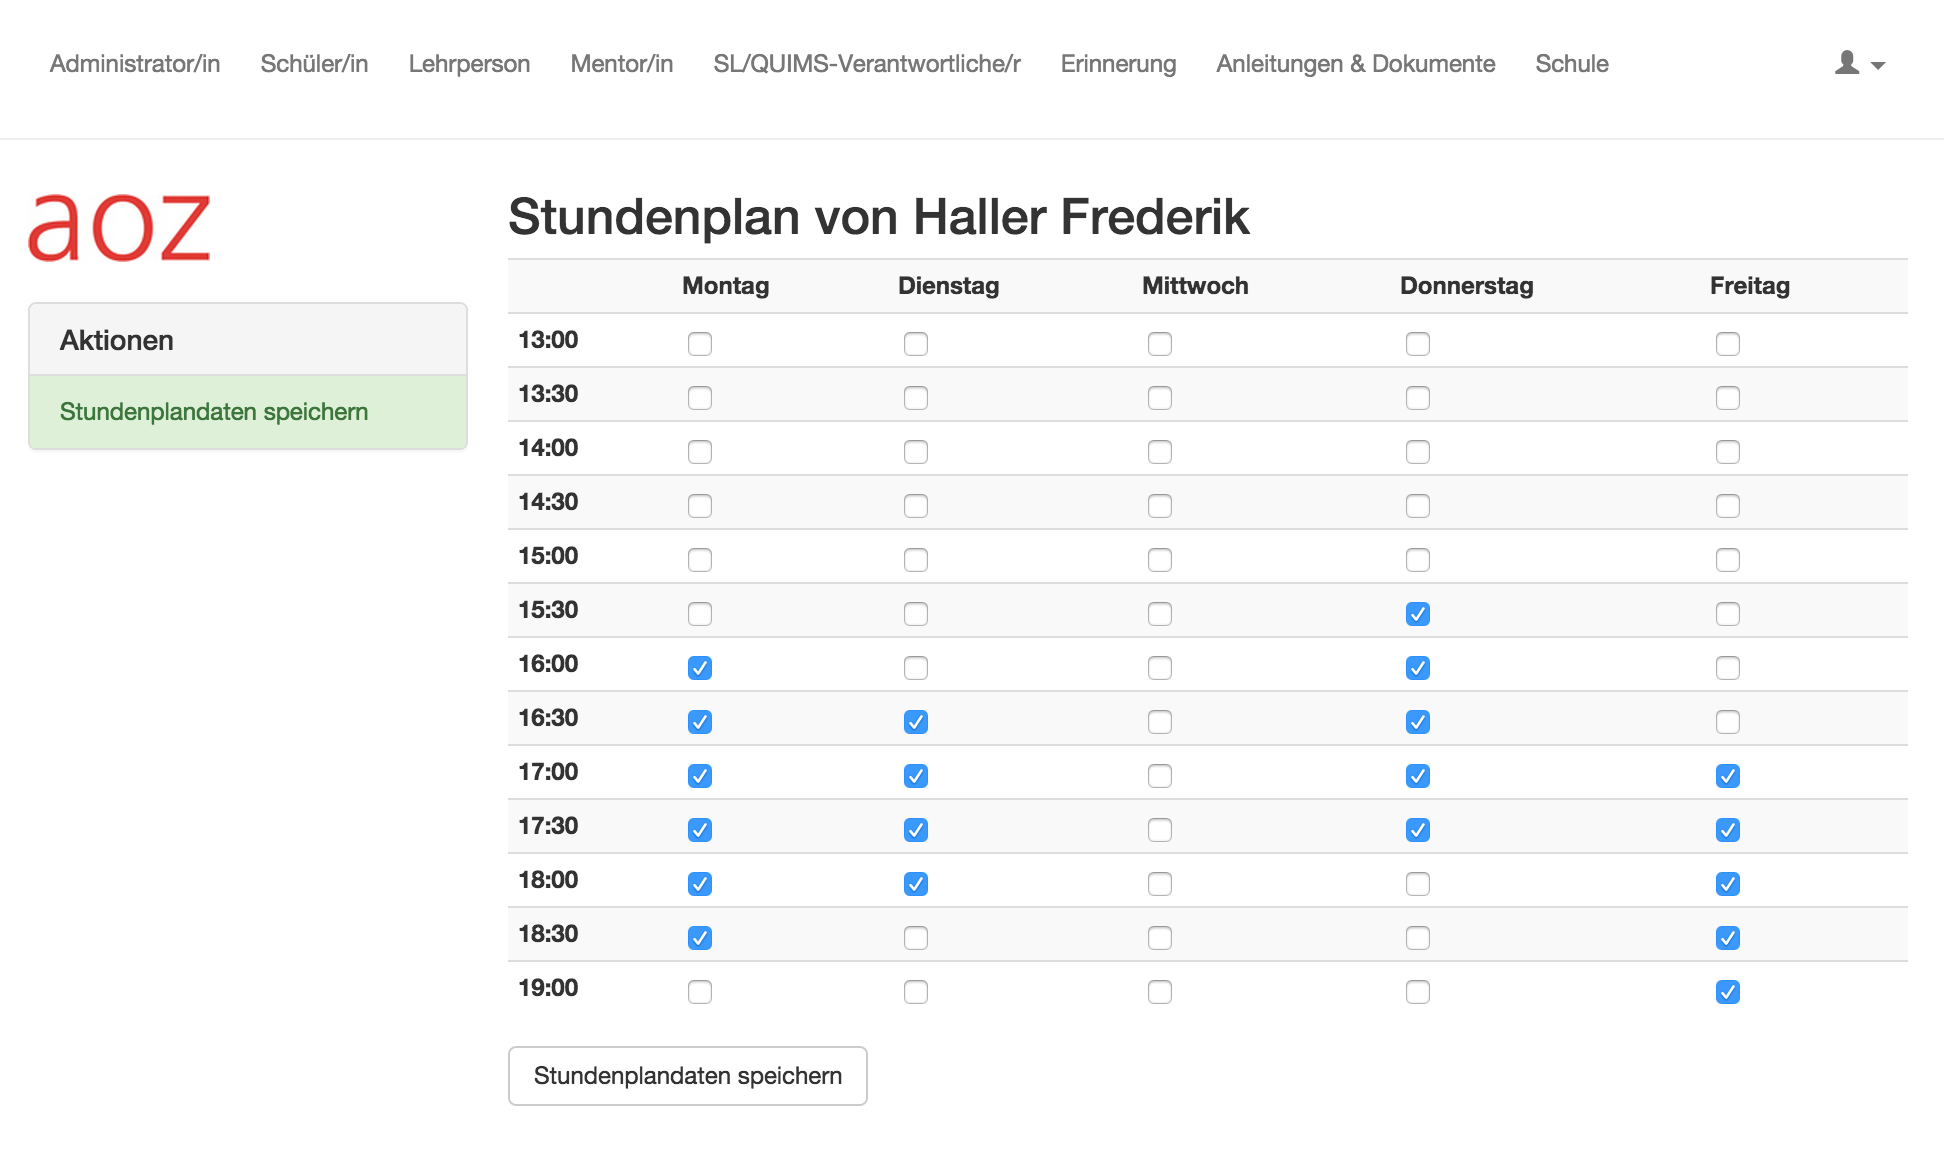 Administrator/in Schüler/in Lehrperson Mentor/in SL/QUIMS-Verantwortliche/r Erinnerung Anleitungen & Dokumente Schule
aoz
Aktionen
Stundenplandaten speichern
Stundenplan von Haller Frederik
Montag Dienstag Mittwoch Donnerstag Freitag
13:00
13:30
14:00
14:30
15:00
15:30
16:00
16:30
17:00
17:30
18:00
18:30
19:00
Stundenplandaten speichern